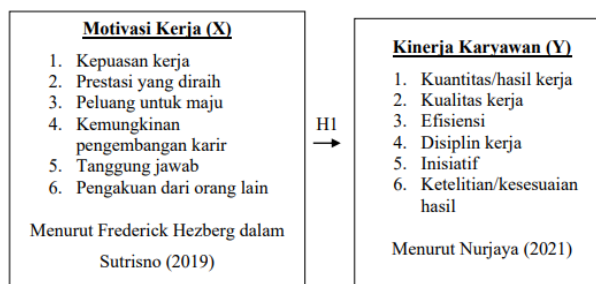 Motivasi Kerja (X)
1. Kepuasan kerja
2. Prestasi yang diraih
3. Peluang untuk maju
4. Kemungkinan
pengembangan karir
5. Tanggung jawab
6. Pengakuan dari orang lain
Menurut Frederick Hezberg dalam
Sutrisno (2019)
H1
Kinerja Karyawan (Y)
1. Kuantitas/hasil kerja
2. Kualitas kerja
3. Efisiensi
4. Disiplin kerja
5. Inisiatif
6. Ketelitian/kesesuaian
hasil
Menurut Nurjaya (2021)